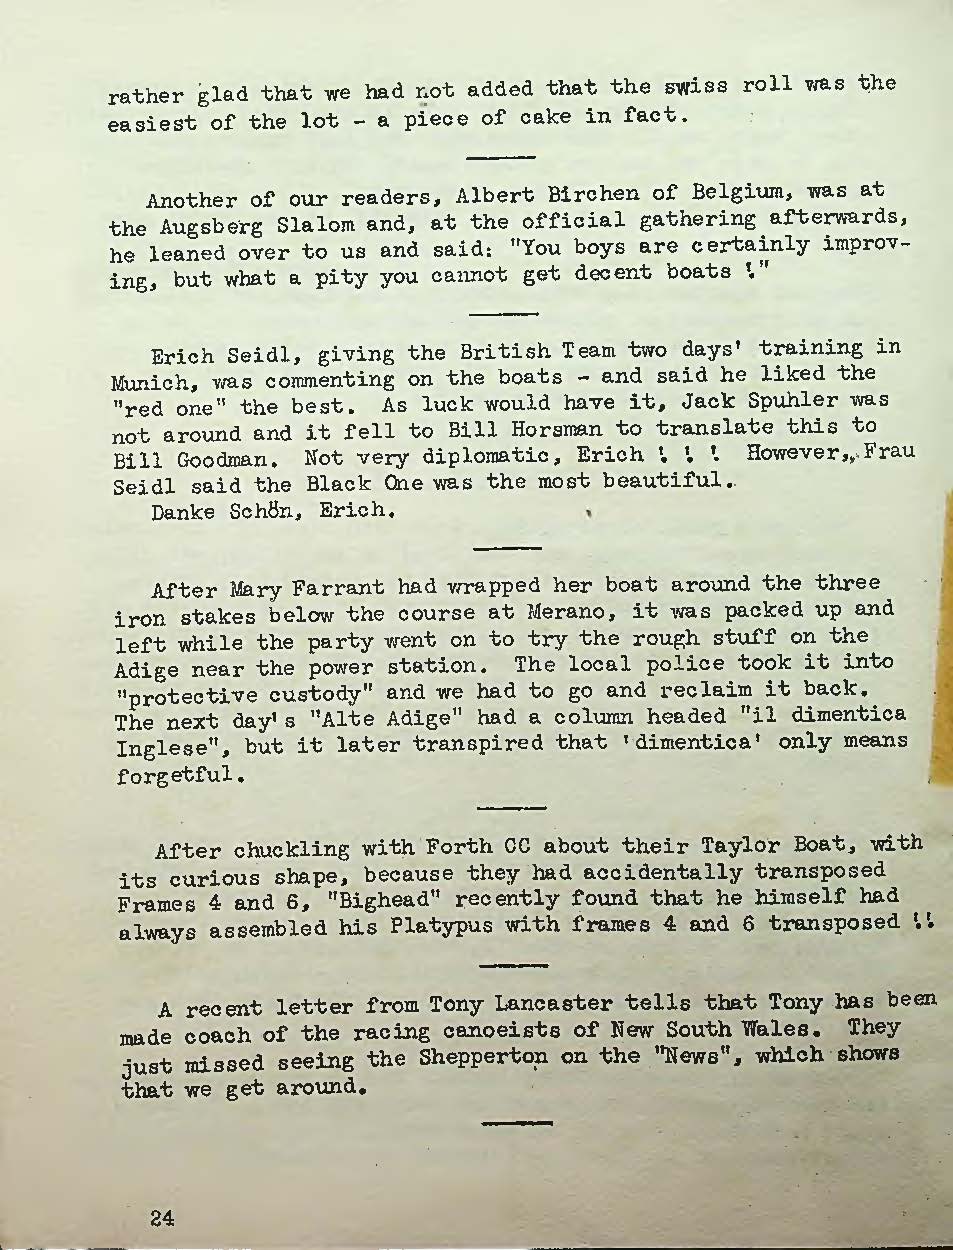 rather glad that we had not added that the swiss roll was the
easiest of the lot - a piece of cake in fact.
Another of our readers, Albert Birchen of Belgium, was at
the Augsberg Slalom and, at the official gathering afterwards,
he leaned over to us and said: "You boys are certainly improv-
ing, but what a pity you cannot get decent boats !"
Erich Seidl, giving the British Team two days' training in
Munich, was commenting on the boats - and said he liked the
"red one" the best. As luck would have it, Jack Spuhler was
not around and it fell to Bill Horsman to translate this to
Bill Goodman. Not very diplomatic, Erich ! ! ! However,, Frau
Seidl said the Black One was the most beautiful.
Danke Schön, Erich.
After Mary Farrant had wrapped her boat around the three
iron stakes below the course at Merano, it was packed up and
left while the party went on to try the rough stuff on the
Adige near the power station. The local police took it into
"protective custody" and we had to go and reclaim it back.
The next day's "Alte Adige" had a column headed "il dimentica
Inglese", but it later transpired that 'dimentica' only means
forgetful.
After chuckling with Forth CC about their Taylor Boat, with
its curious shape, because they had accidentally transposed
Frames 4 and 6, "Bighead" recently found that he himself had
always assembled his Platypus with frames 4 and 6 transposed !!
A recent letter from Tony Lancaster tells that Tony has been
made coach of the racing canoeists of New South Wales. They
just missed seeing the Shepperton on the "News", which shows
that we get around.
24